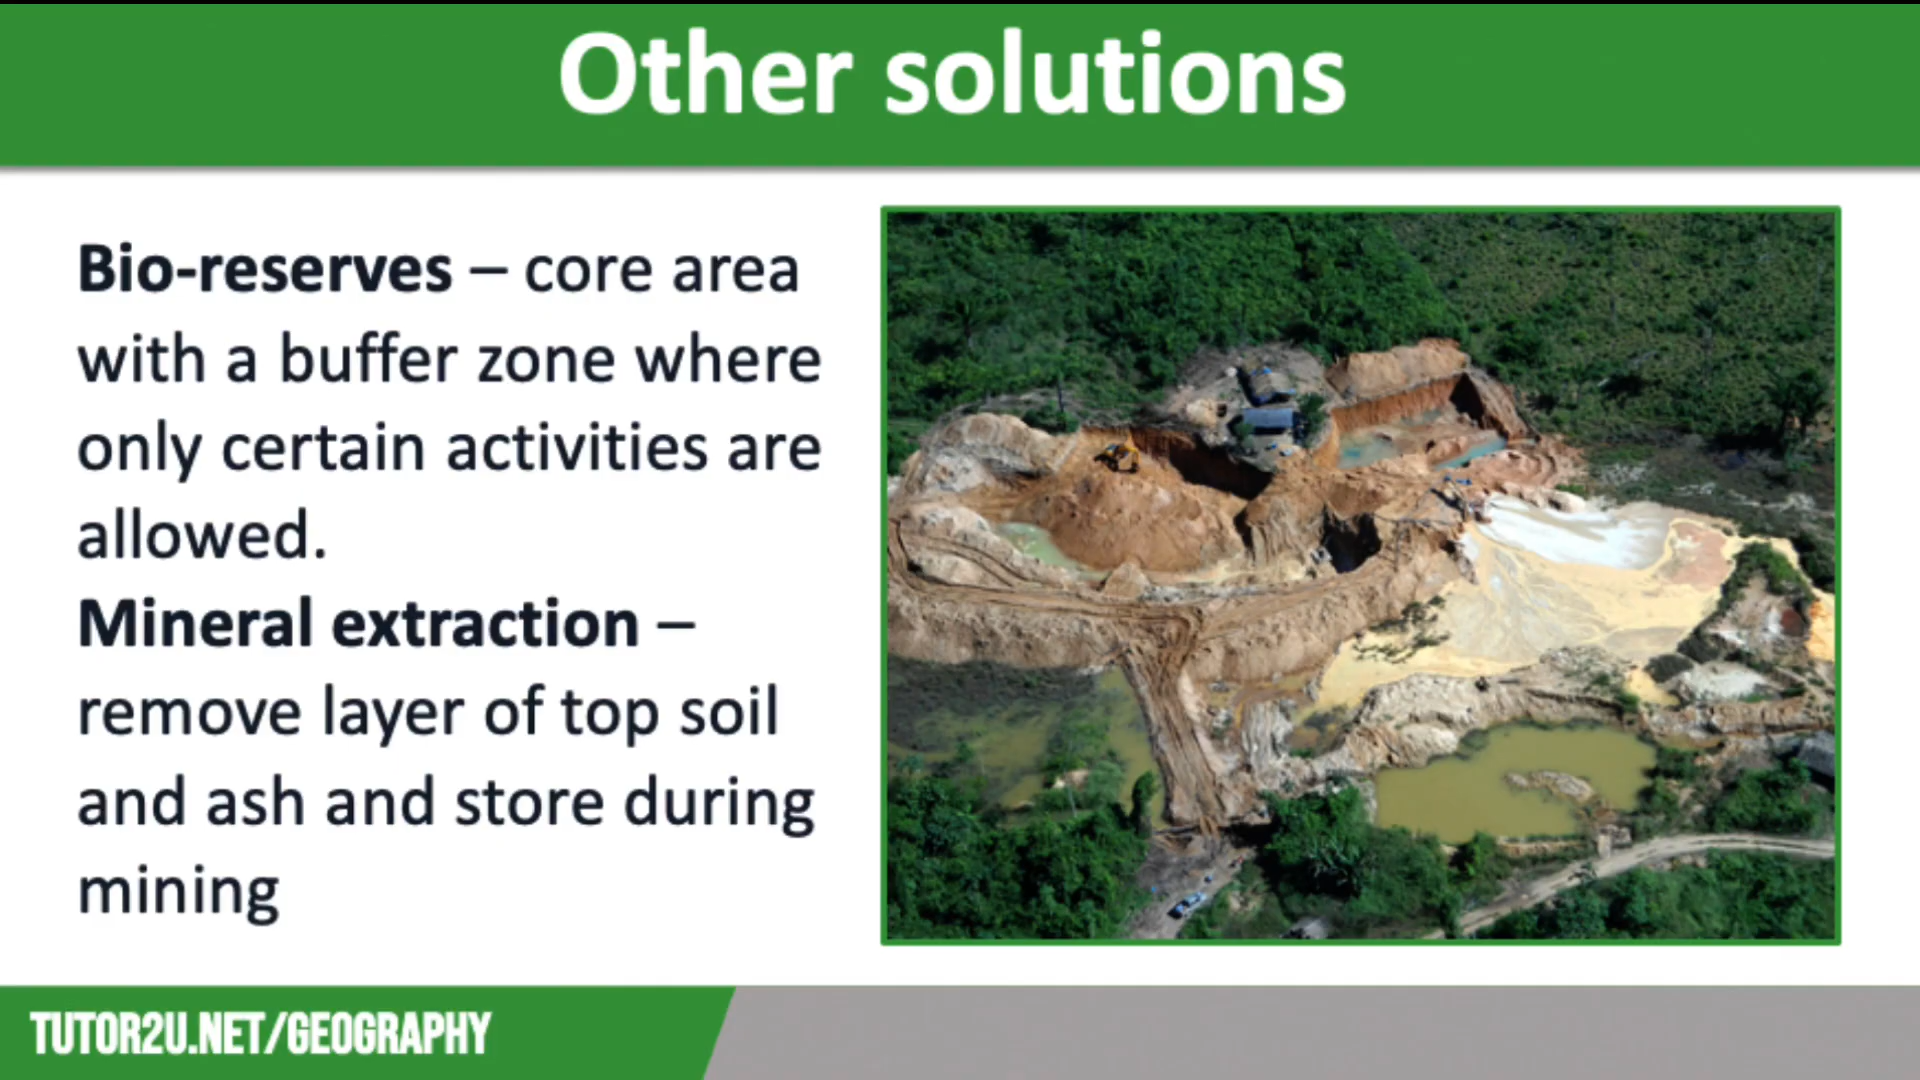 Other solutions
Bio-reserves – core area
with a buffer zone where
only certain activities are
allowed.
Mineral extraction –
remove layer of top soil
and ash and store during
mining
TUTOR2U.NET/GEOGRAPHY